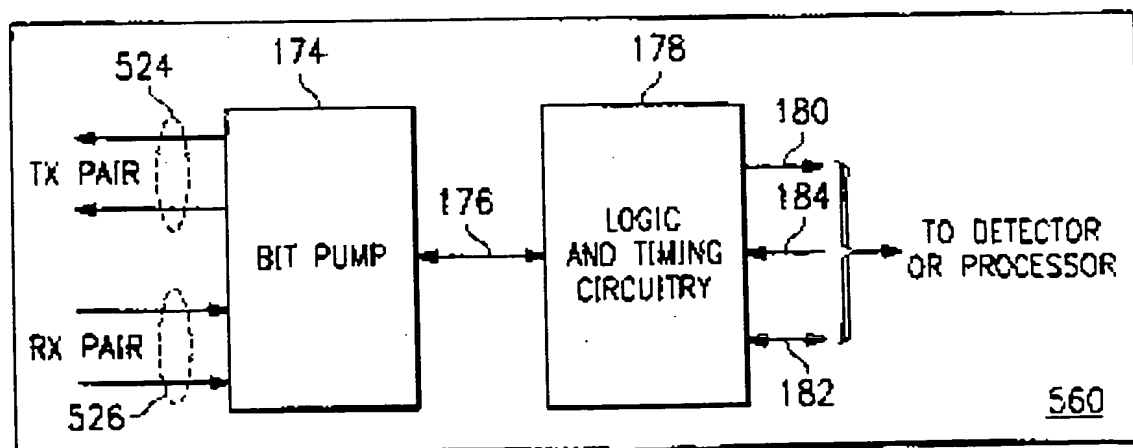 524
174
178
TX PAIR
180
176
184
BIT PUMP
LOGIC
AND TIMING
CIRCUITRY
TO DETECTOR
OR PROCESSOR
RX PAIR
526
182
560